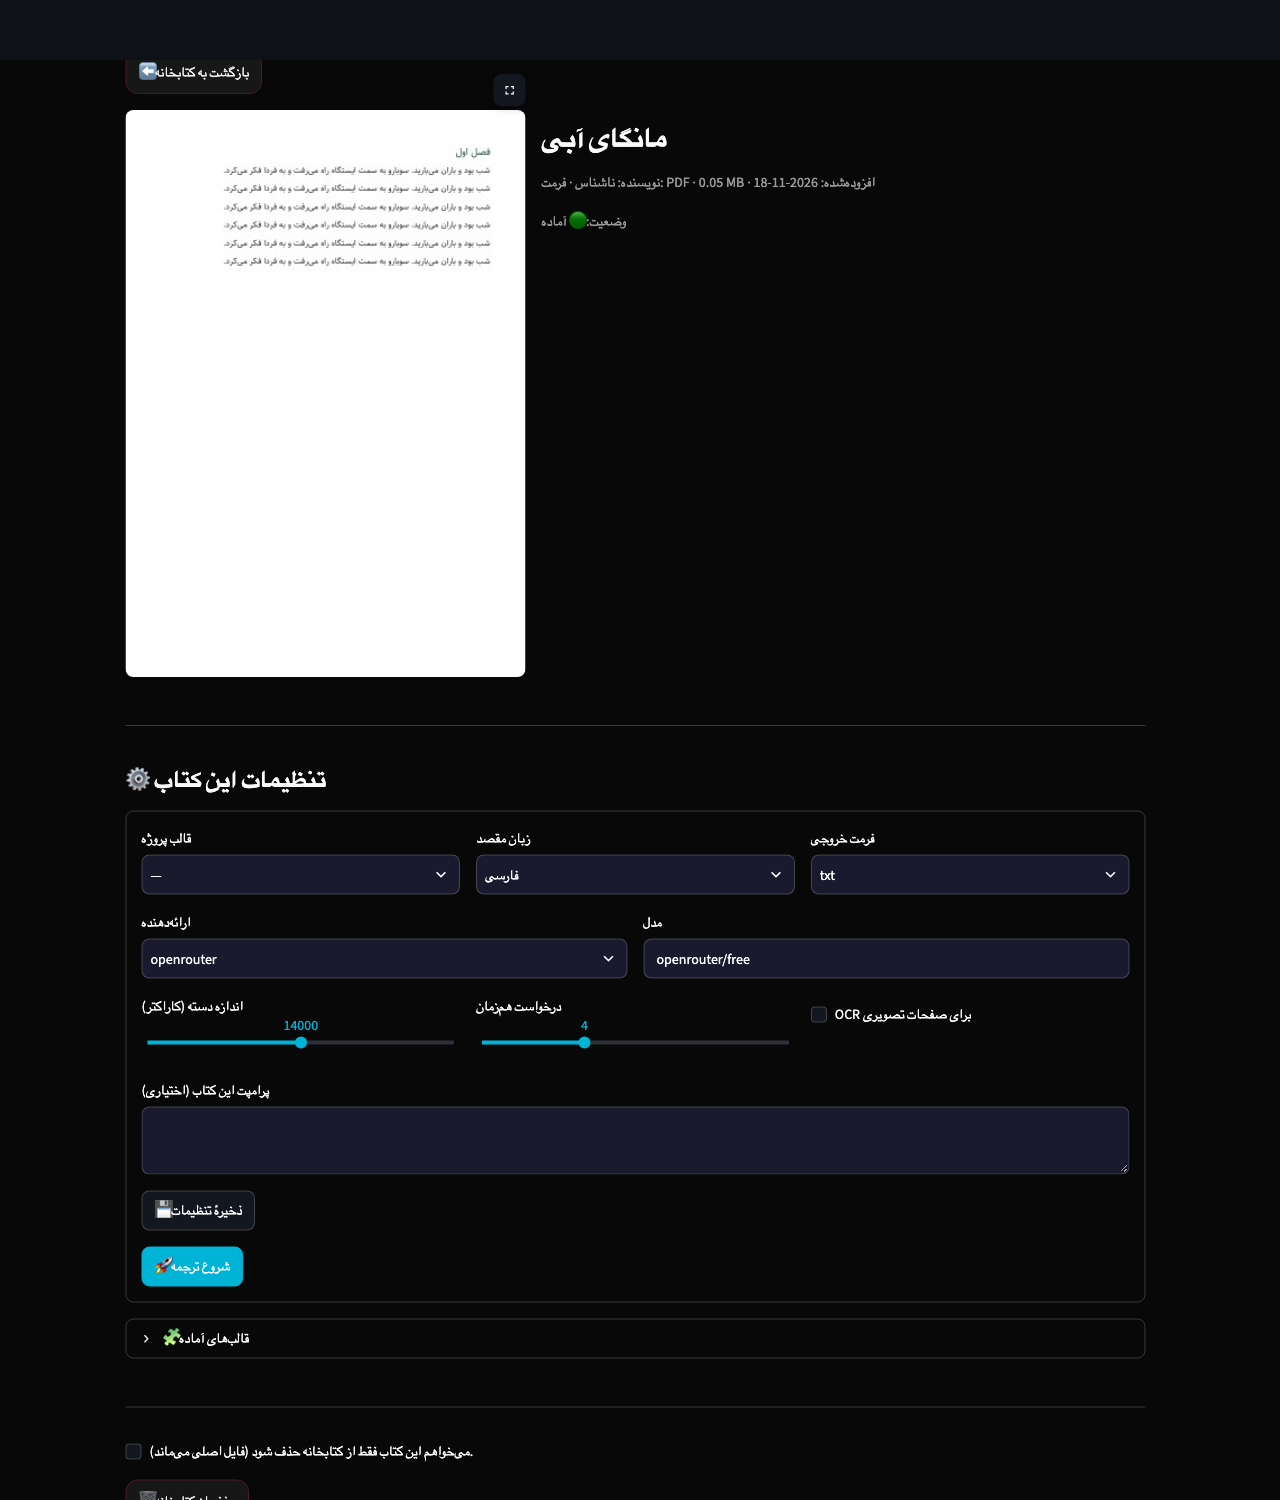 ⬅️ بازگشت به کتابخانه
فصل اول
شب بود و باران می‌بارید. سوبارو به سمت ایستگاه راه می‌رفت و به فردا فکر می‌کرد.
شب بود و باران می‌بارید. سوبارو به سمت ایستگاه راه می‌رفت و به فردا فکر می‌کرد.
شب بود و باران می‌بارید. سوبارو به سمت ایستگاه راه می‌رفت و به فردا فکر می‌کرد.
شب بود و باران می‌بارید. سوبارو به سمت ایستگاه راه می‌رفت و به فردا فکر می‌کرد.
شب بود و باران می‌بارید. سوبارو به سمت ایستگاه راه می‌رفت و به فردا فکر می‌کرد.
شب بود و باران می‌بارید. سوبارو به سمت ایستگاه راه می‌رفت و به فردا فکر می‌کرد.
مانگای آبی
نویسنده: ناشناس · فرمت: PDF · 0.05 MB · افزوده‌شده: 2026-11-18
وضعیت: 🟢 آماده
⚙️ تنظیمات این کتاب
قالب پروژه
—
زبان مقصد
فارسی
فرمت خروجی
txt
ارائه‌دهنده
openrouter
مدل
openrouter/free
اندازه دسته (کاراکتر)
14000
درخواست هم‌زمان
4
OCR برای صفحات تصویری
پرامپت این کتاب (اختیاری)
💾 ذخیرهٔ تنظیمات
🚀 شروع ترجمه
🧩 قالب‌های آماده
می‌خواهم این کتاب فقط از کتابخانه حذف شود (فایل اصلی می‌ماند).